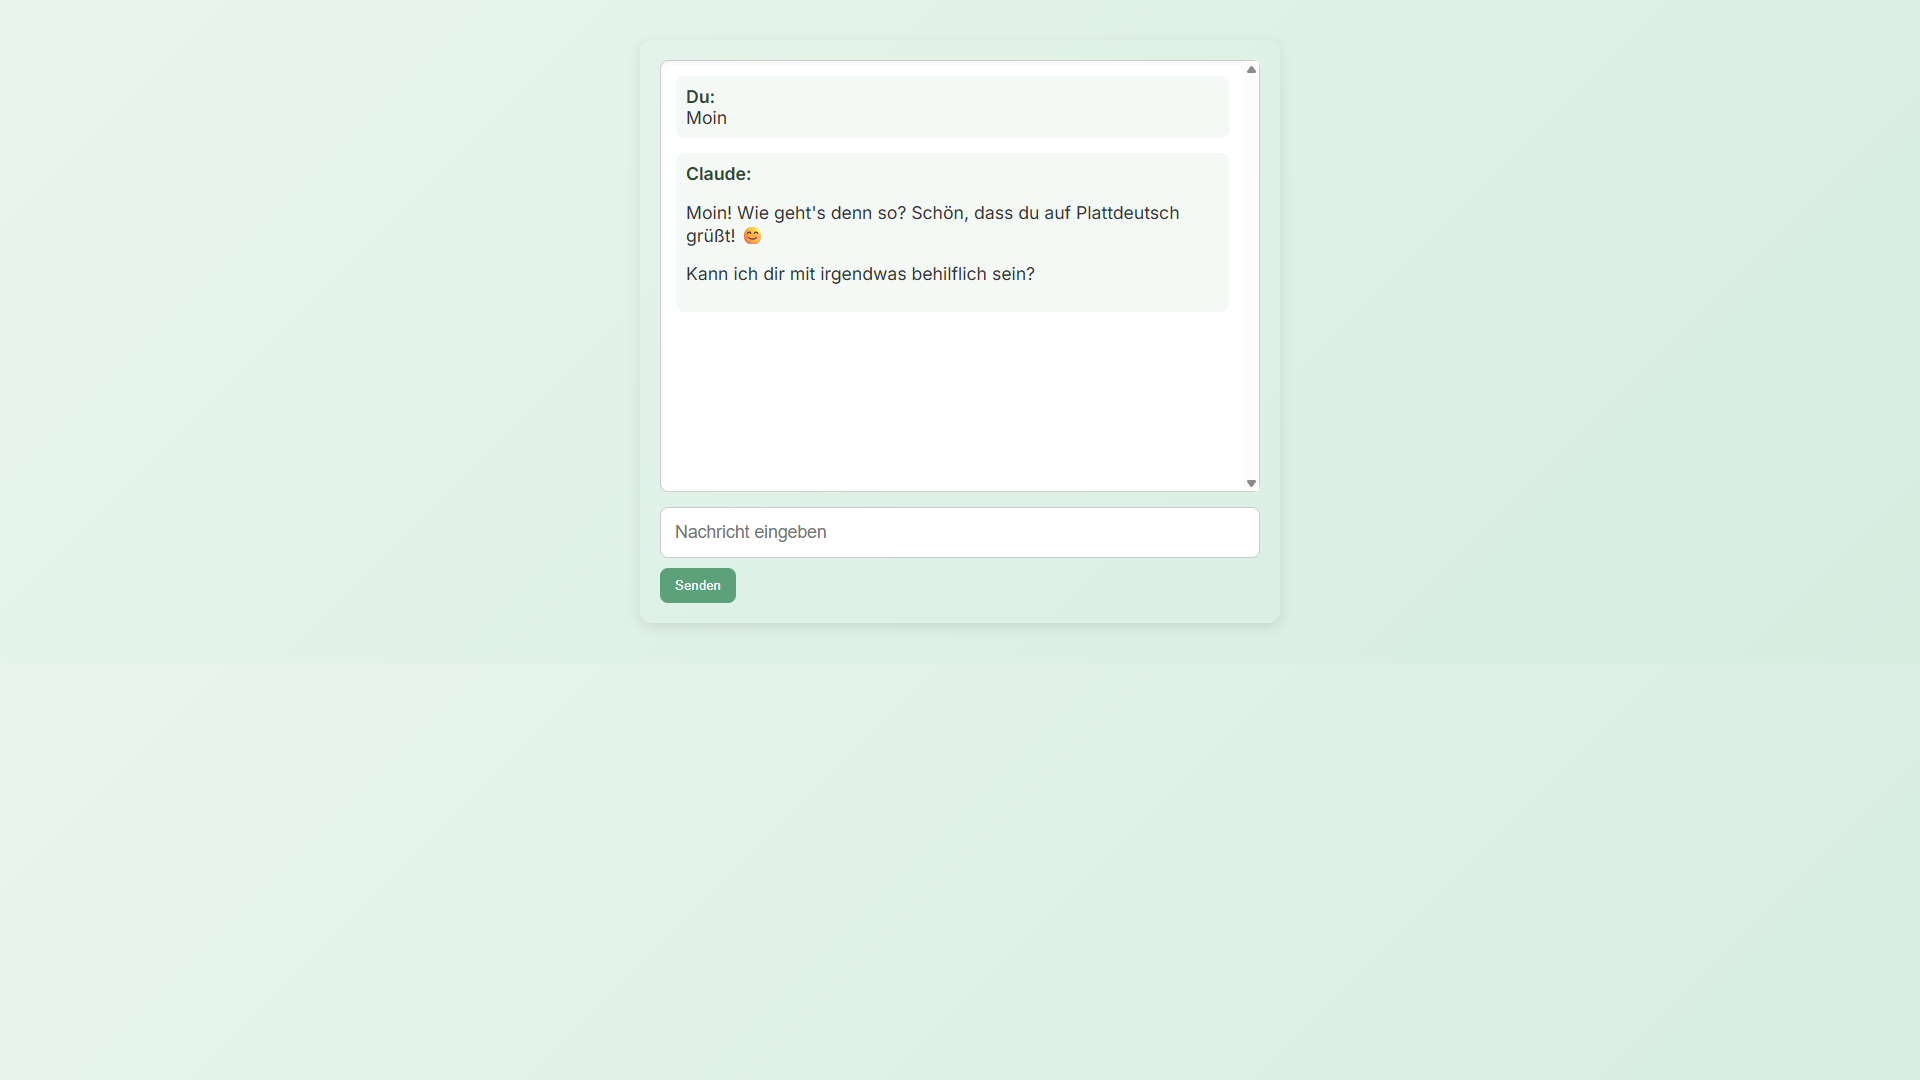 Du:
Moin
Claude:
Moin! Wie geht's denn so? Schön, dass du auf Plattdeutsch
grüßt! 😊
Kann ich dir mit irgendwas behilflich sein?
Nachricht eingeben
Senden